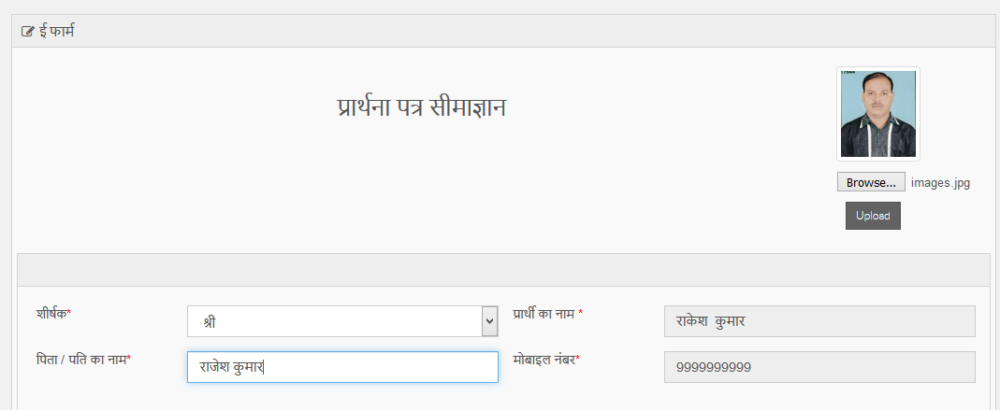 ई फार्म
प्रार्थना पत्र सीमाज्ञान
Browse... images.jpg
Upload
शीर्षक* श्री प्रार्थी का नाम * राकेश कुमार
पिता / पति का नाम* राजेश कुमार मोबाइल नंबर* 9999999999